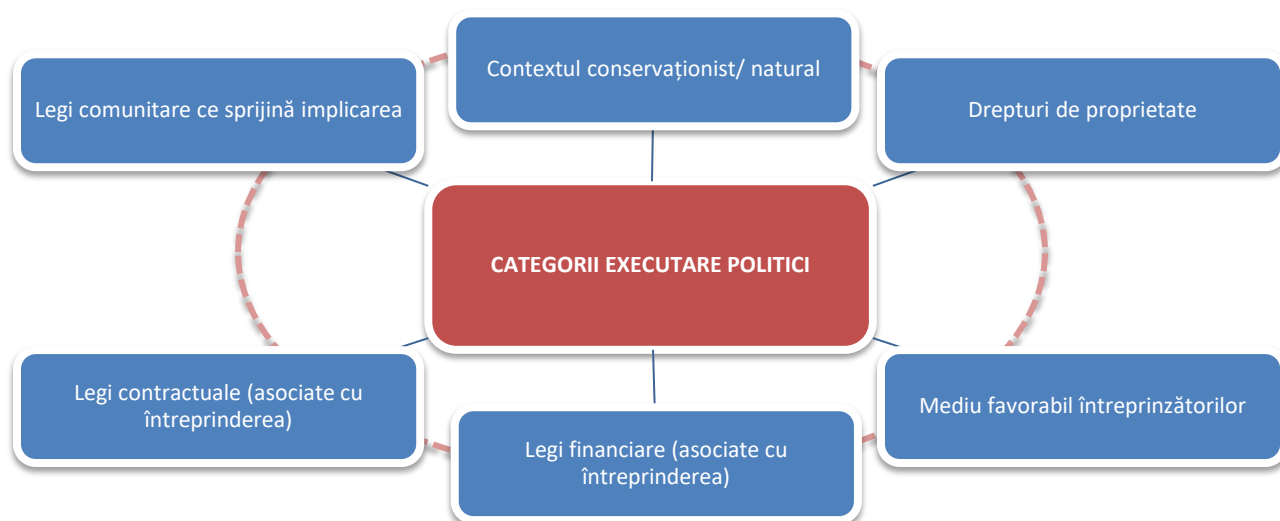 Contextul conservaționist/ natural
Legi comunitare ce sprijină implicarea
Drepturi de proprietate
CATEGORII EXECUTARE POLITICI
Legi contractuale (asociate cu
întreprinderea)
Mediu favorabil întreprinzătorilor
Legi financiare (asociate cu
întreprinderea)